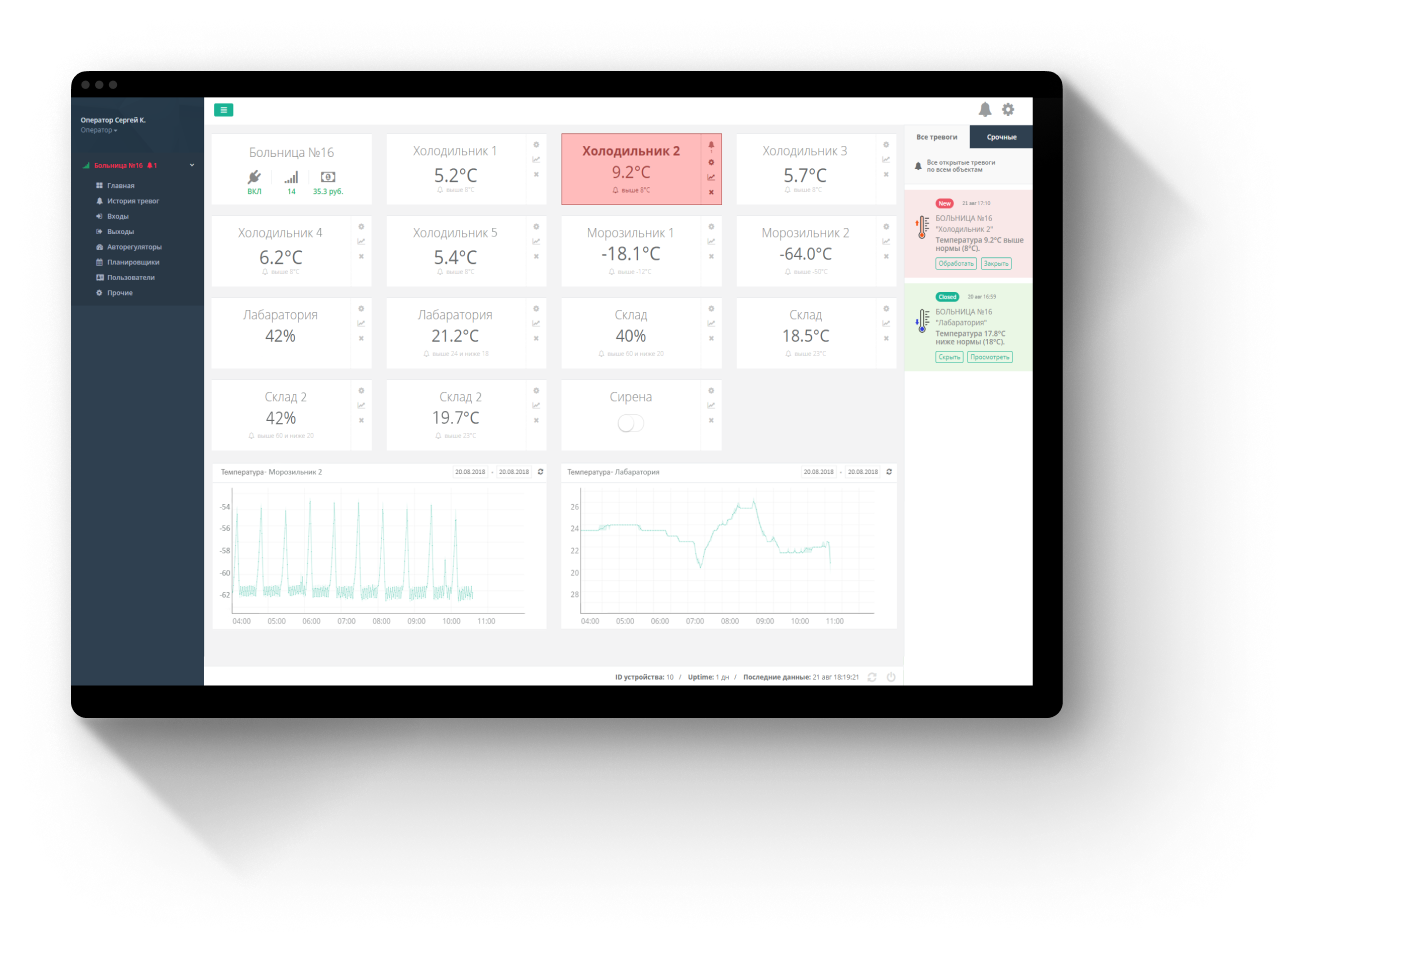 Оператор Сергей К.
Оператор
Больница №16 1
Главная
История тревог
Входы
Выходы
Авторегуляторы
Планировщики
Пользователи
Прочие
Больница №16
ВКЛ 14 35.3 руб.
Холодильник 1
5.2°C
выше 8°C
Холодильник 2
9.2°C
выше 8°C
Холодильник 3
5.7°C
выше 8°C
Холодильник 4
6.2°C
выше 8°C
Холодильник 5
5.4°C
выше 8°C
Морозильник 1
-18.1°C
выше -12°C
Морозильник 2
-64.0°C
выше -50°C
Лабаратория
42%
Лабаратория
21.2°C
выше 24 и ниже 18
Склад
40%
выше 60 и ниже 20
Склад
18.5°C
выше 23°C
Склад 2
42%
выше 60 и ниже 20
Склад 2
19.7°C
выше 23°C
Сирена
Температура- Морозильник 2 20.08.2018 - 20.08.2018
-54
-56
-58
-60
-62
04:00 05:00 06:00 07:00 08:00 09:00 10:00 11:00
Температура- Лабаратория 20.08.2018 - 20.08.2018
26
24
22
20
28
04:00 05:00 06:00 07:00 08:00 09:00 10:00 11:00
ID устройства: 10 / Uptime: 1 дн / Последние данные: 21 авг 18:19:21
Все тревоги Срочные
Все открытые тревоги
по всем объектам
New 21 авг 17:10
БОЛЬНИЦА №16
"Холодильник 2"
Температура 9.2°C выше
нормы (8°C).
Обработать Закрыть
Closed 20 авг 16:59
БОЛЬНИЦА №16
"Лабаратория"
Температура 17.8°C
ниже нормы (18°C).
Скрыть Просмотреть